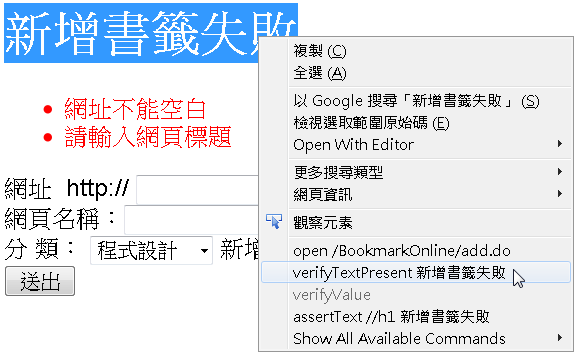 新增書籤失敗
網址不能空白
請輸入網頁標題
網址 http://
網頁名稱：
分 類： 程式設計 新增
送出
複製 (C)
全選 (A)
以 Google 搜尋「新增書籤失敗」 (S)
檢視選取範圍原始碼 (E)
Open With Editor
更多搜尋類型
網頁資訊
觀察元素
open /BookmarkOnline/add.do
verifyTextPresent 新增書籤失敗
verifyValue
assertText //h1 新增書籤失敗
Show All Available Commands